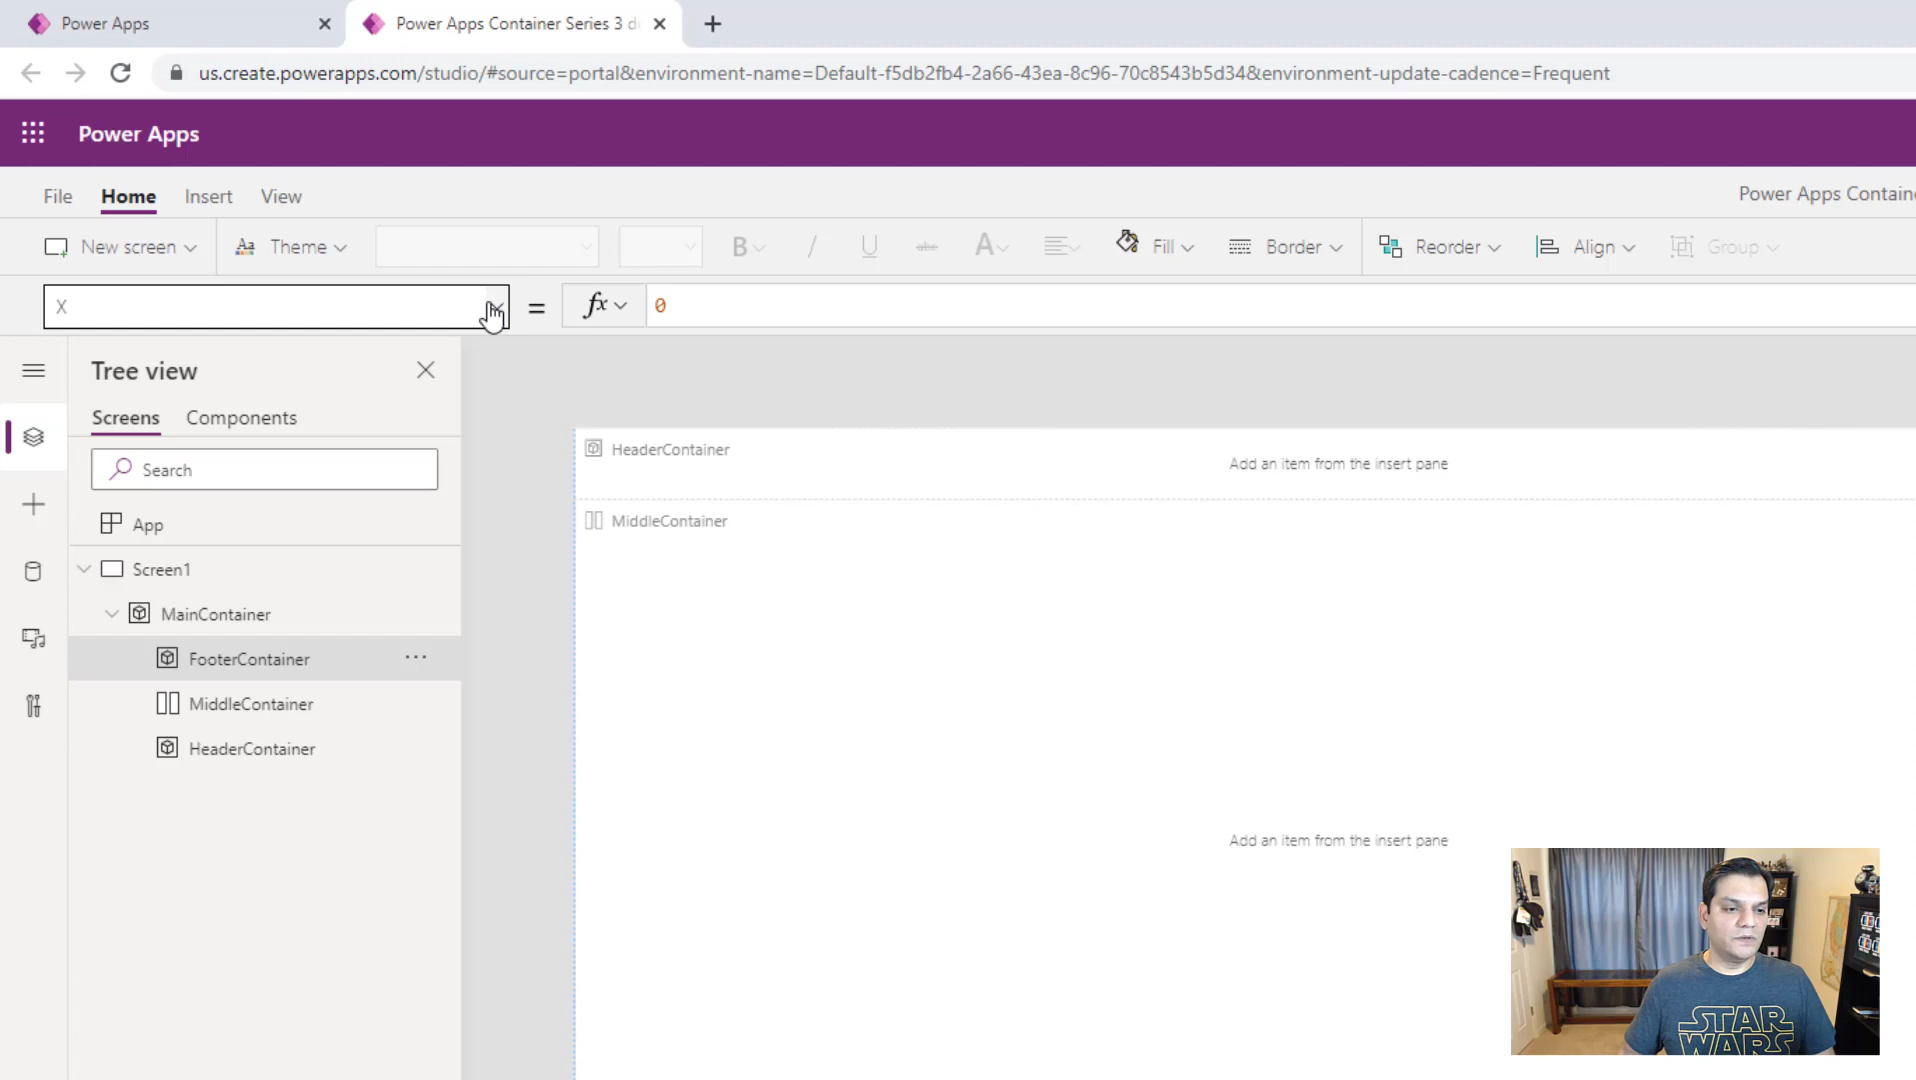 Power Apps
Power Apps Container Series 3 d
us.create.powerapps.com/studio/#source=portal&environment-name=Default-f5db2fb4-2a66-43ea-8c96-70c8543b5d34&environment-update-cadence=Frequent
Power Apps
File Home Insert View
Power Apps Containe
New screen Theme B / U abc A Fill Border Reorder Align Group
X = fx 0
Tree view
Screens Components
Search
App
Screen1
MainContainer
FooterContainer ...
MiddleContainer
HeaderContainer
HeaderContainer
Add an item from the insert pane
MiddleContainer
Add an item from the insert pane
STAR
WARS